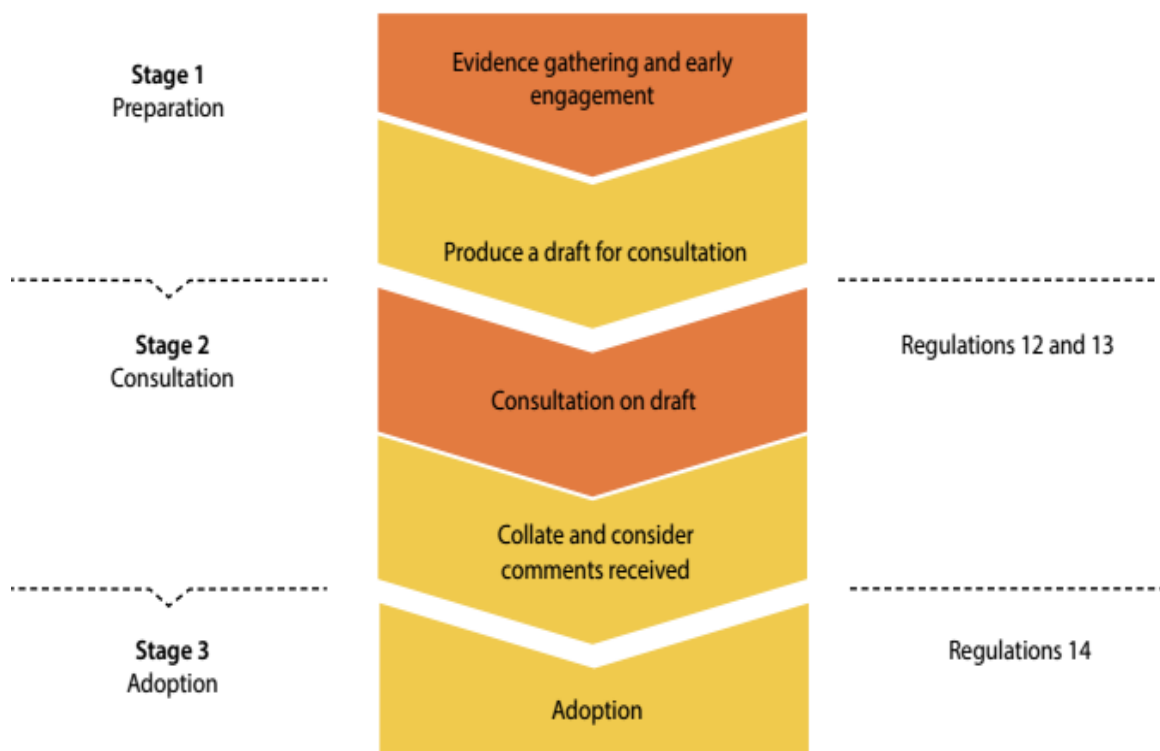 Stage 1
Preparation
Evidence gathering and early
engagement
Produce a draft for consultation
Stage 2
Consultation
Regulations 12 and 13
Consultation on draft
Collate and consider
comments received
Stage 3
Adoption
Regulations 14
Adoption